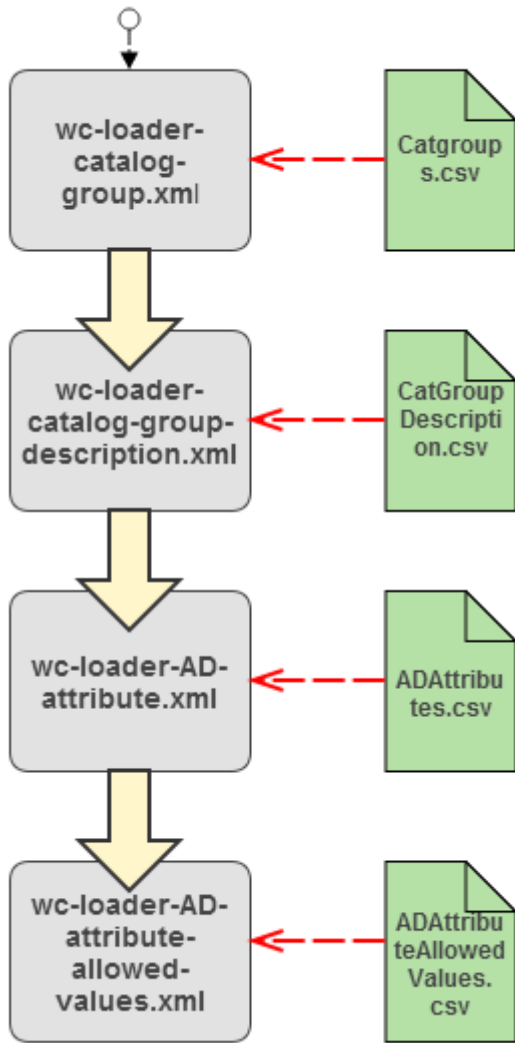 wc-loader-
catalog-
group.xml
Catgroup
s.csv
wc-loader-
catalog-group-
description.xml
CatGroup
Descripti
on.csv
wc-loader-AD-
attribute.xml
ADAttribu
tes.csv
wc-loader-AD-
attribute-
allowed-
values.xml
ADAttribu
teAllowed
Values.
csv